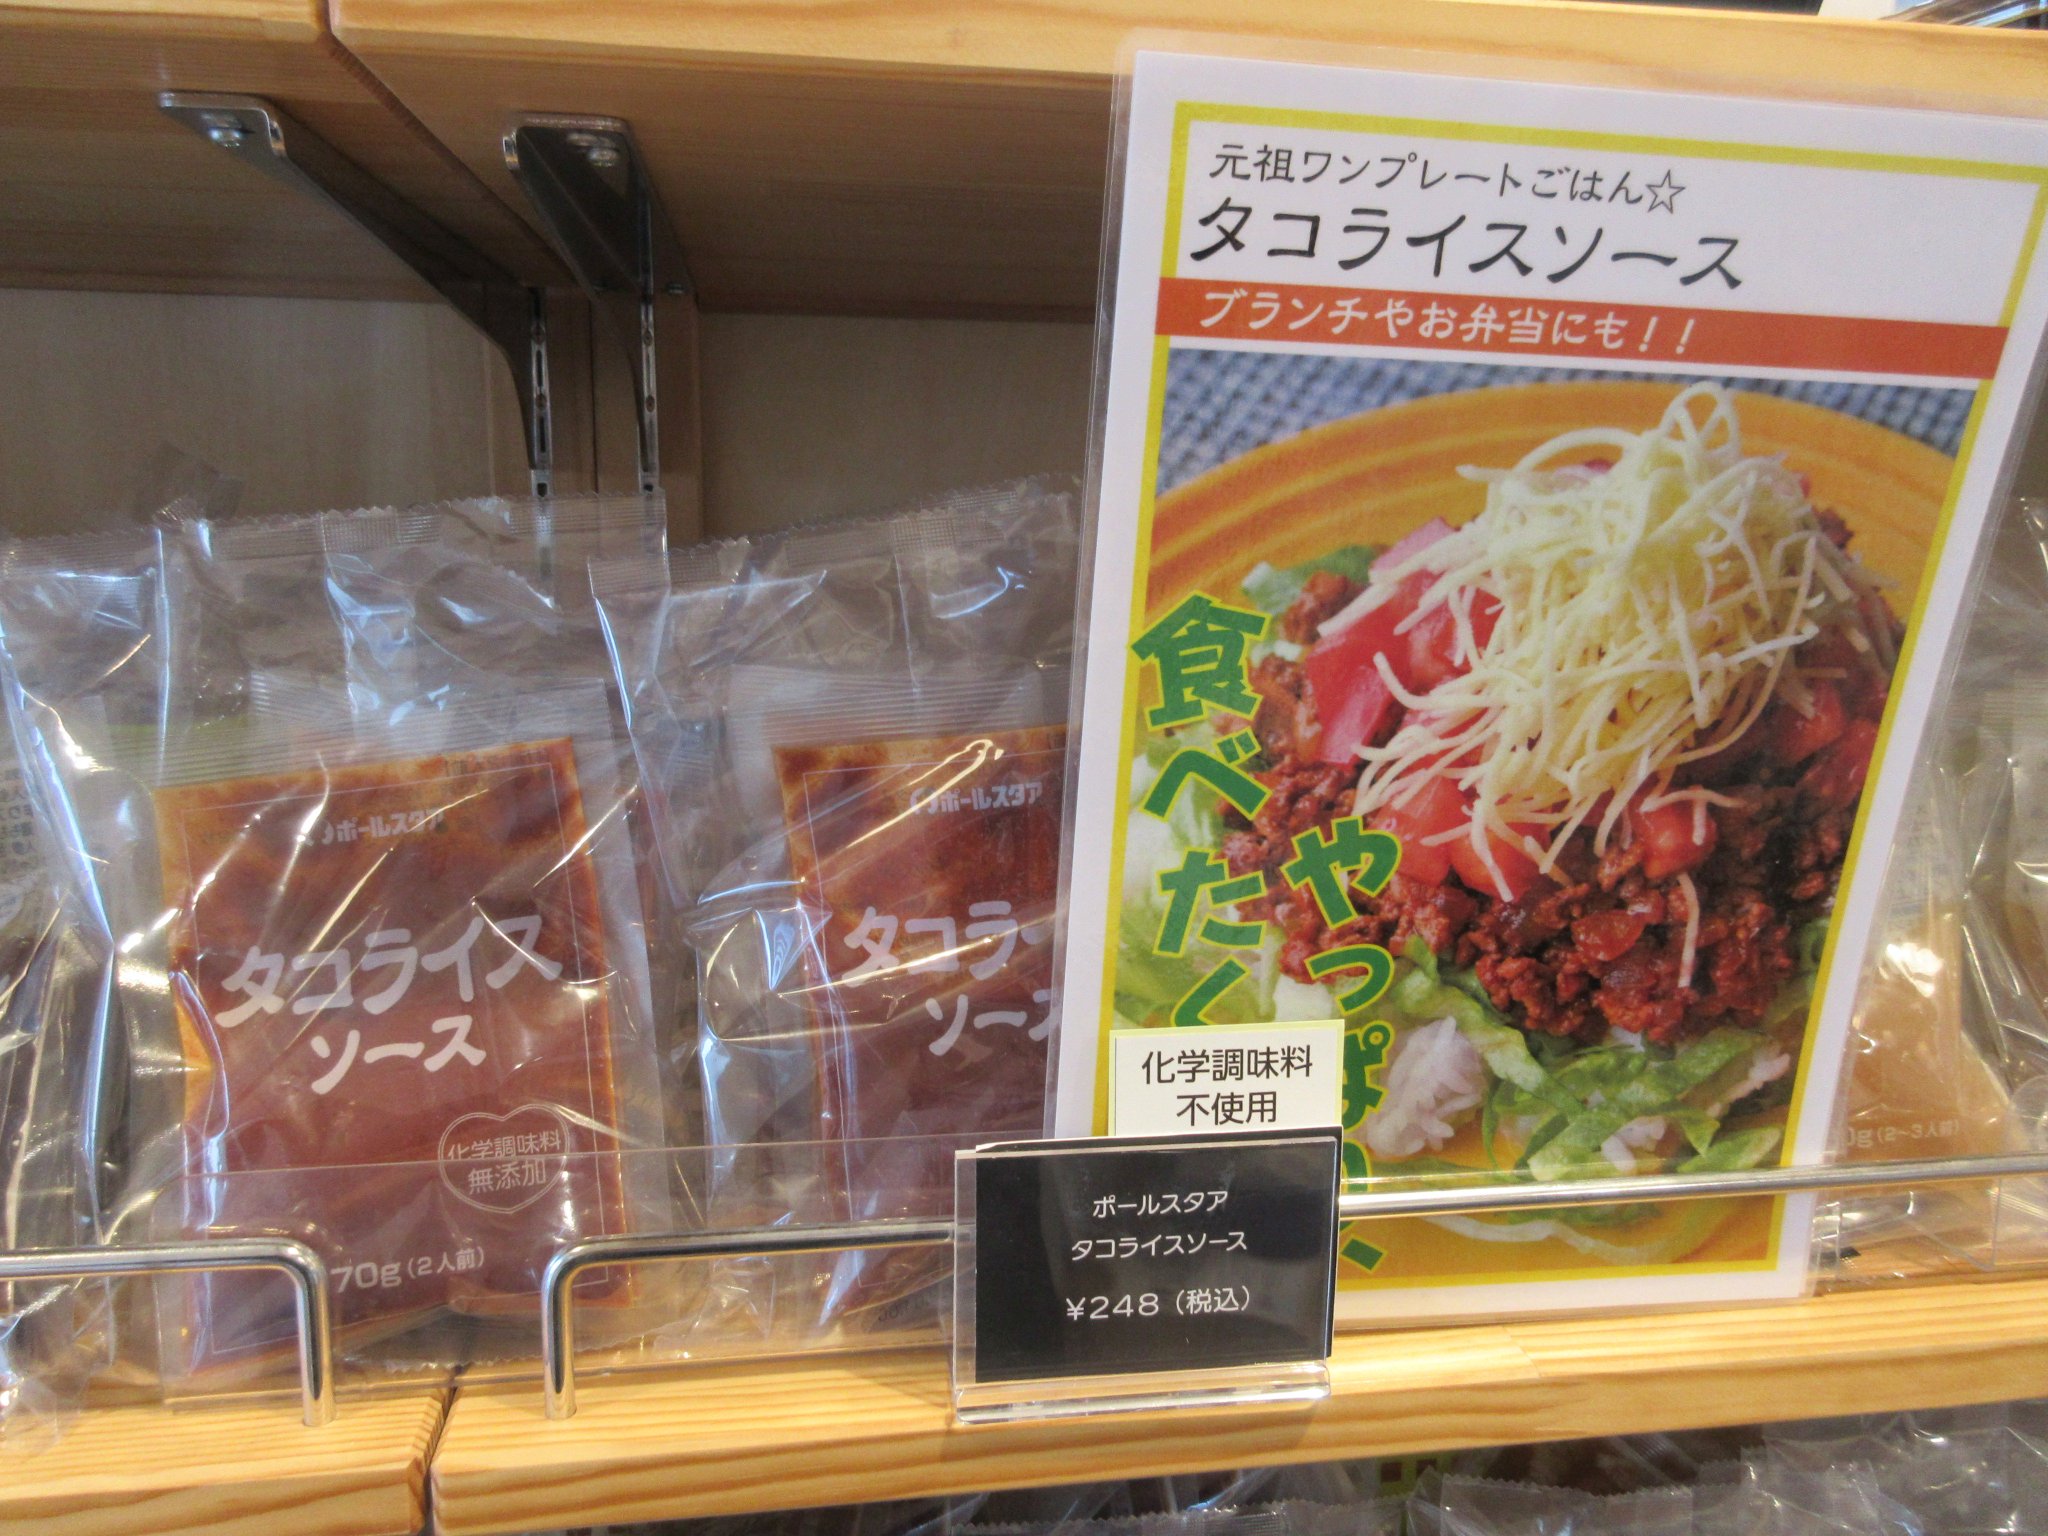 元祖ワンプレートごはん☆
タコライスソース
ブランチやお弁当にも！！
やっぱり、
食べたく
化学調味料
不使用
ポールスタア
タコライスソース
¥248（税込）
ポールスタア
タコライス
ソース
化学調味料
無添加
70g（2人前）
ポールスタア
タコラ
ソース
0g（2～3人前）